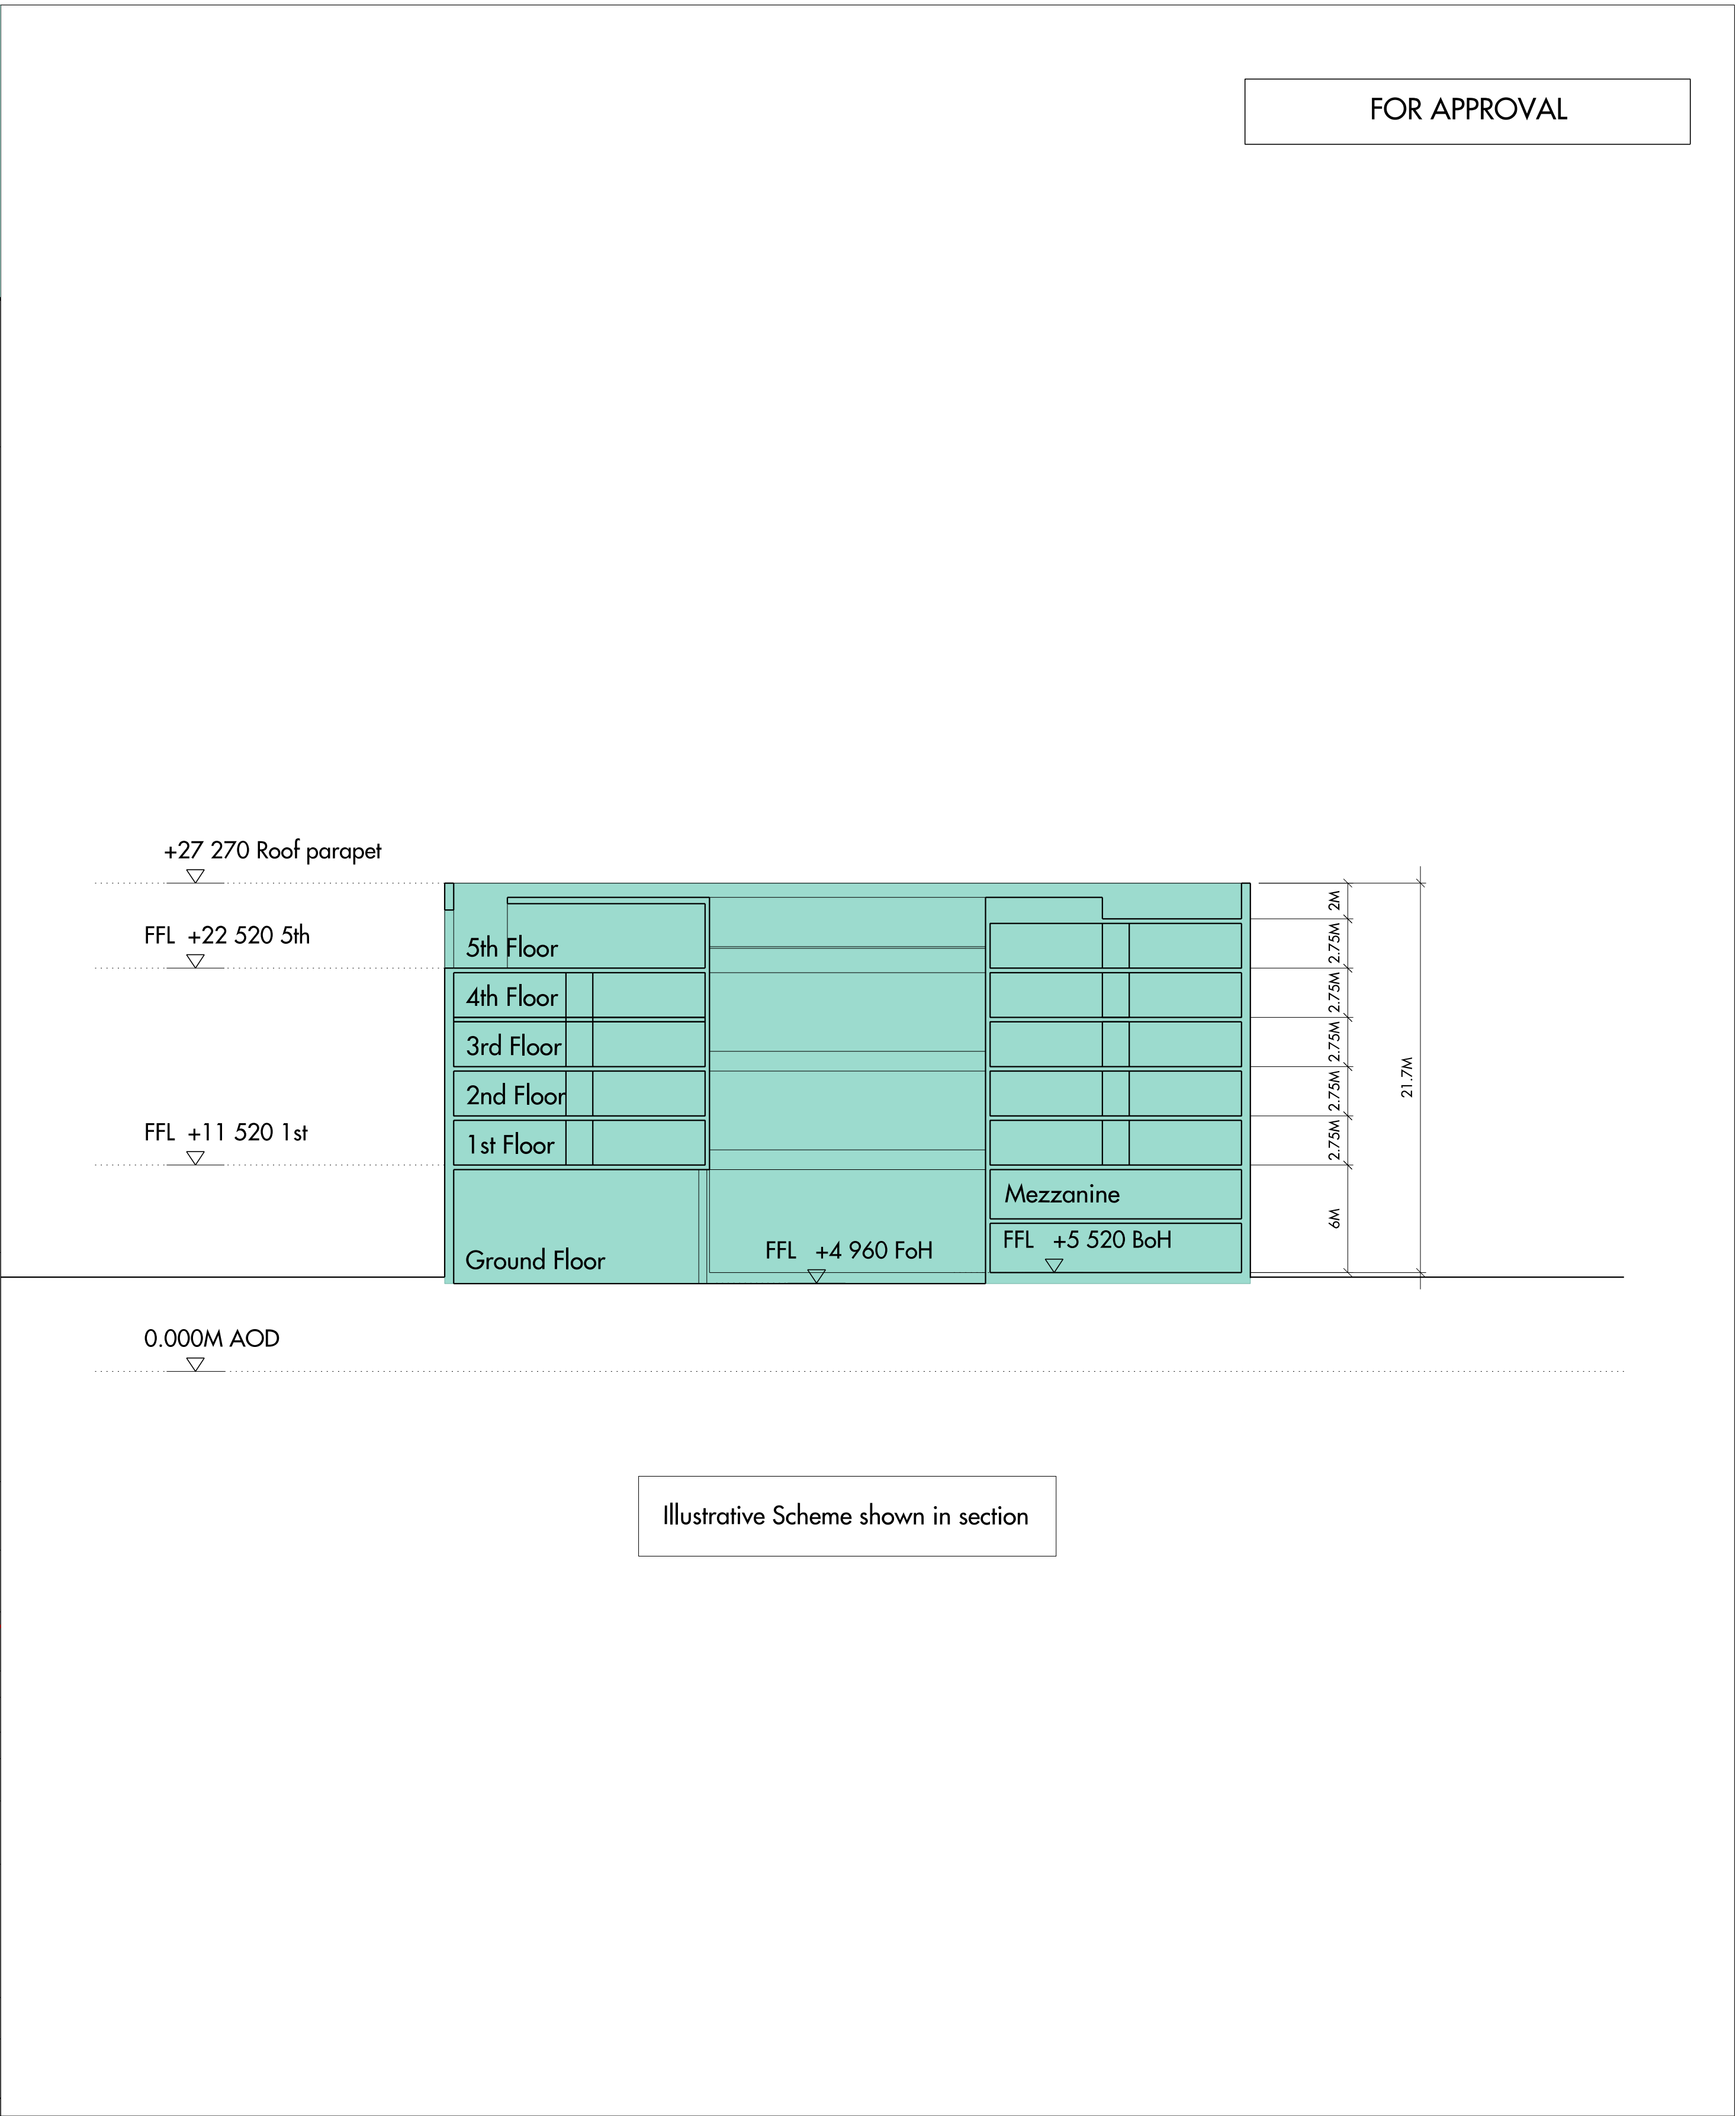 FOR APPROVAL
+27 270 Roof parapet
2M
FFL +22 520 5th
5th Floor
2.75M
4th Floor
2.75M
3rd Floor
2.75M
21.7M
2nd Floor
2.75M
FFL +11 520 1st
1st Floor
2.75M
Mezzanine
6M
FFL +5 520 BoH
FFL +4 960 FoH
Ground Floor
0.000M AOD
Illustrative Scheme shown in section